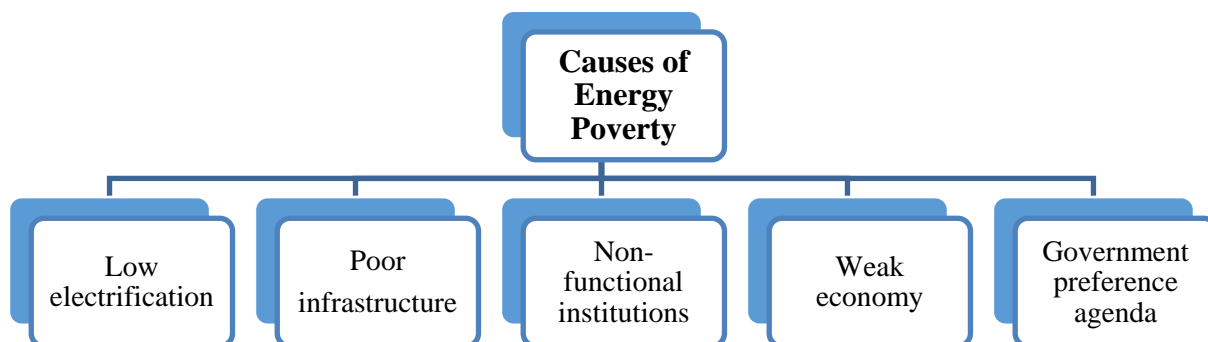 Causes of
Energy
Poverty
Low
electrification
Poor
infrastructure
Non-
functional
institutions
Weak
economy
Government
preference
agenda